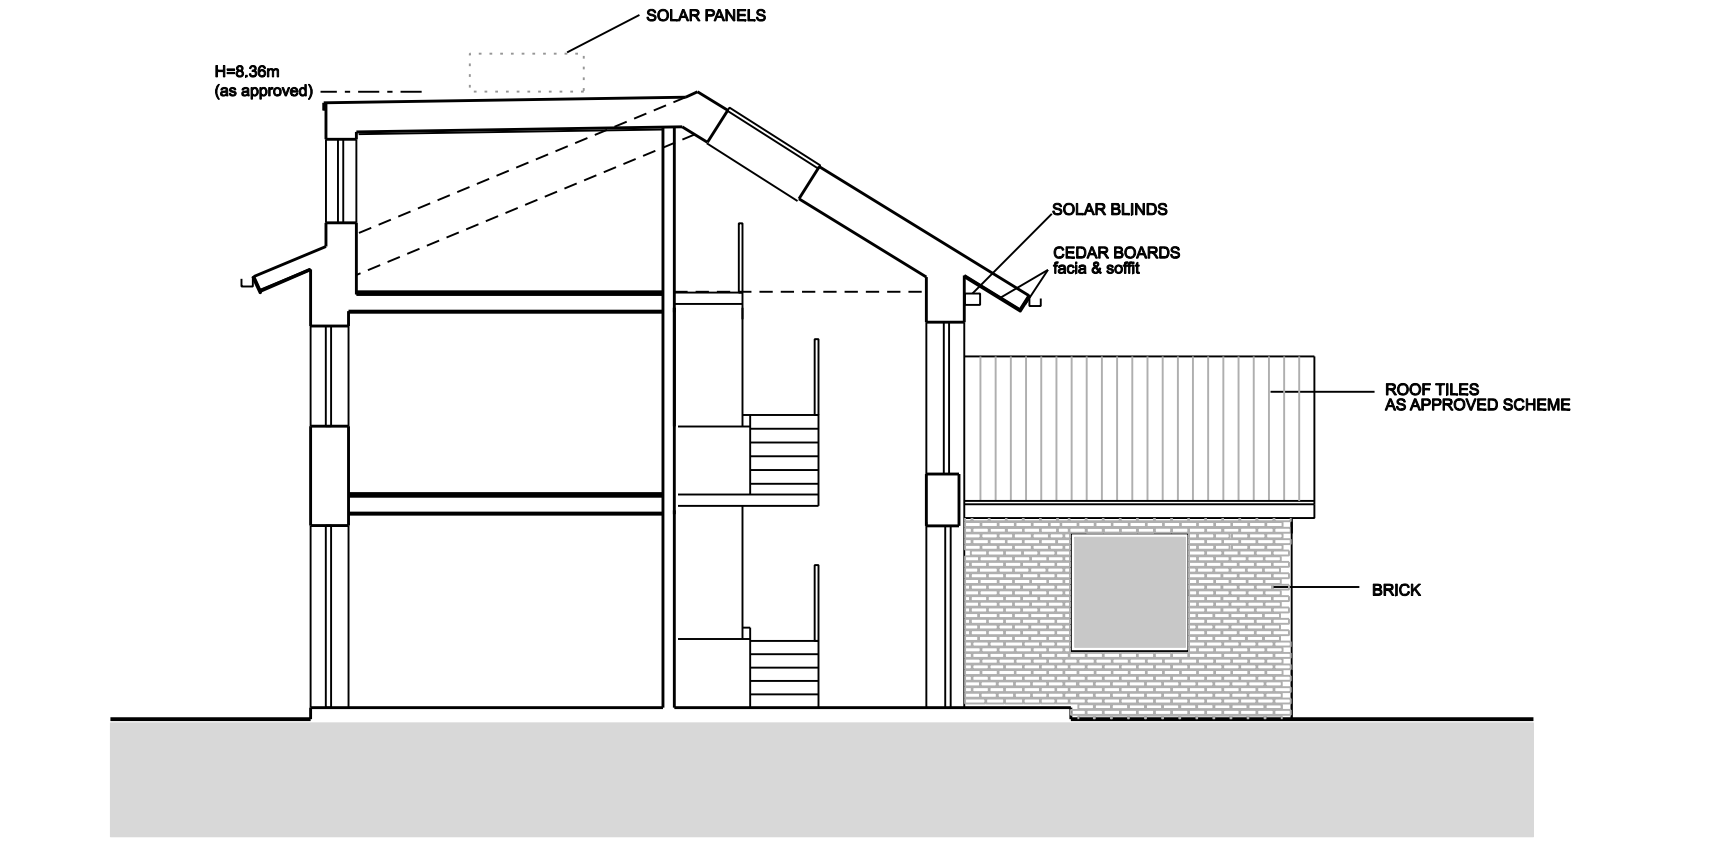 SOLAR PANELS
H=8.36m
(as approved)
SOLAR BLINDS
CEDAR BOARDS
facia & soffit
ROOF TILES
AS APPROVED SCHEME
BRICK